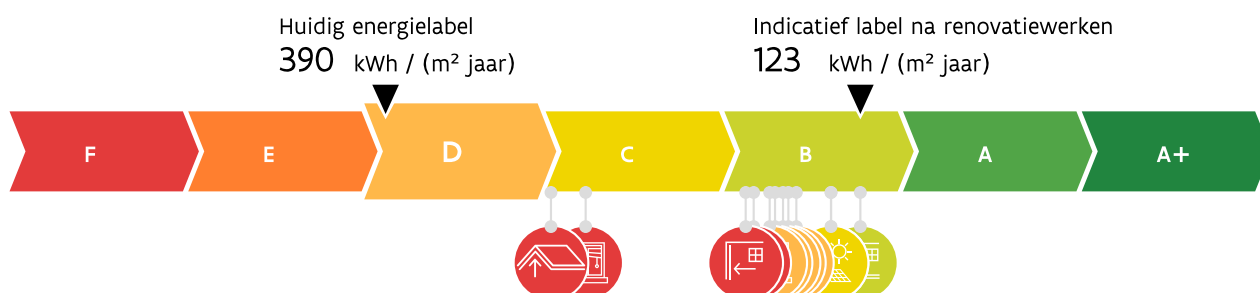 Huidig energielabel
390 kWh / (m² jaar)
Indicatief label na renovatiewerken
123 kWh / (m² jaar)
F
E
D
C
B
A
A+